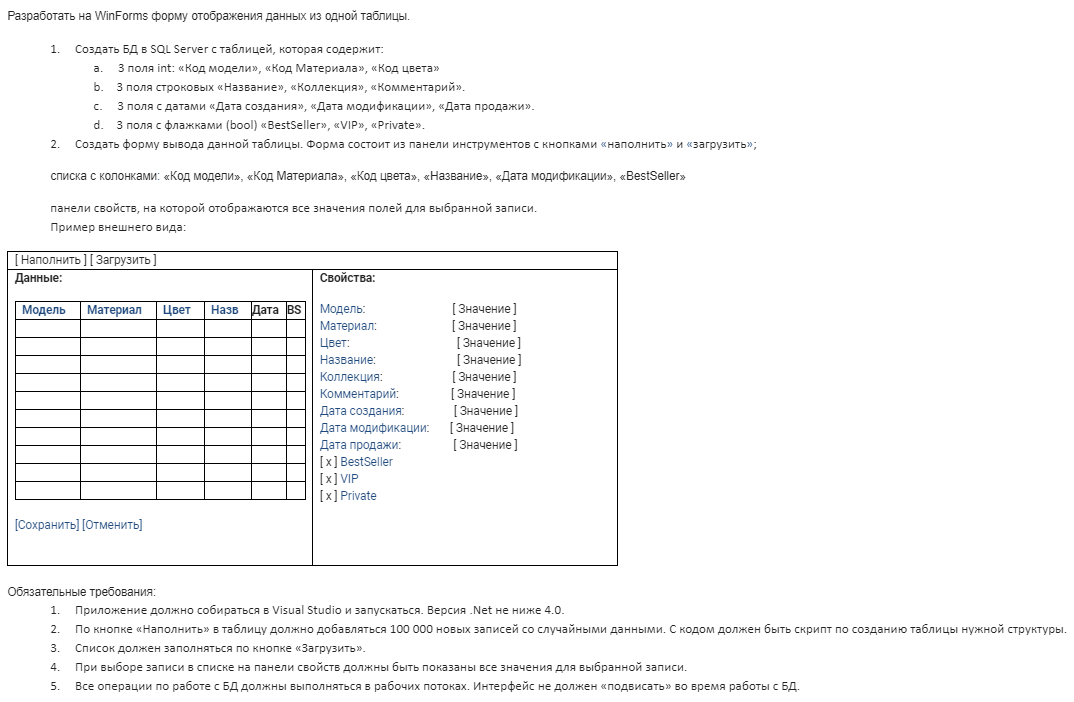 Разработать на WinForms форму отображения данных из одной таблицы.
1. Создать БД в SQL Server с таблицей, которая содержит:
a. 3 поля int: «Код модели», «Код Материала», «Код цвета»
b. 3 поля строковых «Название», «Коллекция», «Комментарий».
c. 3 поля с датами «Дата создания», «Дата модификации», «Дата продажи».
d. 3 поля с флажками (bool) «BestSeller», «VIP», «Private».
2. Создать форму вывода данной таблицы. Форма состоит из панели инструментов с кнопками «наполнить» и «загрузить»;
списка с колонками: «Код модели», «Код Материала», «Код цвета», «Название», «Дата модификации», «BestSeller»
панели свойств, на которой отображаются все значения полей для выбранной записи.
Пример внешнего вида:
[ Наполнить ] [ Загрузить ]
Данные:
Модель Материал Цвет Назв Дата BS
[Сохранить] [Отменить]
Свойства:
Модель: [ Значение ]
Материал: [ Значение ]
Цвет: [ Значение ]
Название: [ Значение ]
Коллекция: [ Значение ]
Комментарий: [ Значение ]
Дата создания: [ Значение ]
Дата модификации: [ Значение ]
Дата продажи: [ Значение ]
[ x ] BestSeller
[ x ] VIP
[ x ] Private
Обязательные требования:
1. Приложение должно собираться в Visual Studio и запускаться. Версия .Net не ниже 4.0.
2. По кнопке «Наполнить» в таблицу должно добавляться 100 000 новых записей со случайными данными. С кодом должен быть скрипт по созданию таблицы нужной структуры.
3. Список должен заполняться по кнопке «Загрузить».
4. При выборе записи в списке на панели свойств должны быть показаны все значения для выбранной записи.
5. Все операции по работе с БД должны выполняться в рабочих потоках. Интерфейс не должен «подвисать» во время работы с БД.